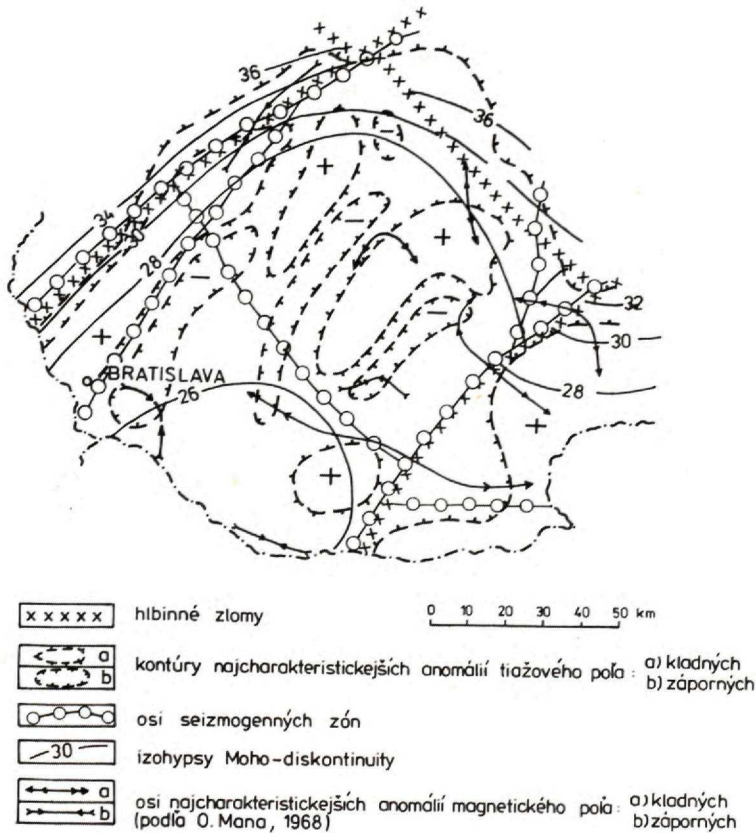 36
36
34
30
28
32
30
28
26
BRATISLAVA
+
+
+
+
+
–
–
–
–
xxxxx hlbinné zlomy
0 10 20 30 40 50 km
a
b
kontúry najcharakteristickejších anomálií tiažového poľa : a) kladných
b) záporných
osi seizmogenných zón
30 izohypsy Moho-diskontinuity
a
b
osi najcharakteristickejších anomálií magnetického poľa : a) kladných
(podľa O. Mana, 1968) b) záporných